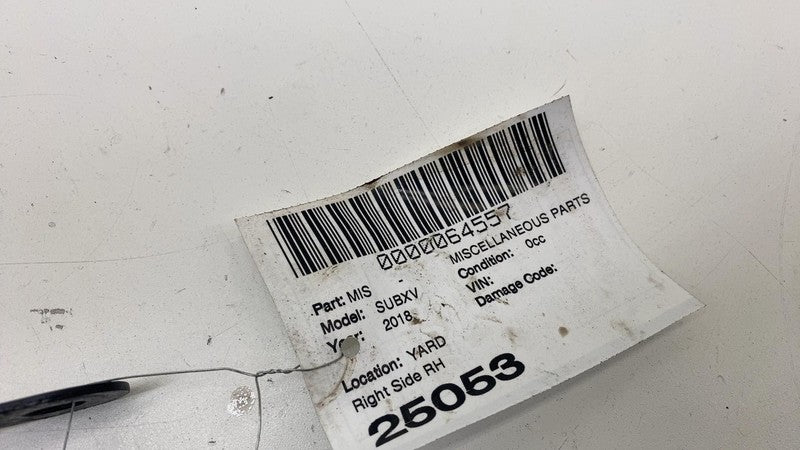 0000064557
Part: MIS - MISCELLANEOUS PARTS
Model: SUBXV Condition: 0cc
Year: 2018 VIN:
Damage Code:
Location: YARD
Right Side RH
25053